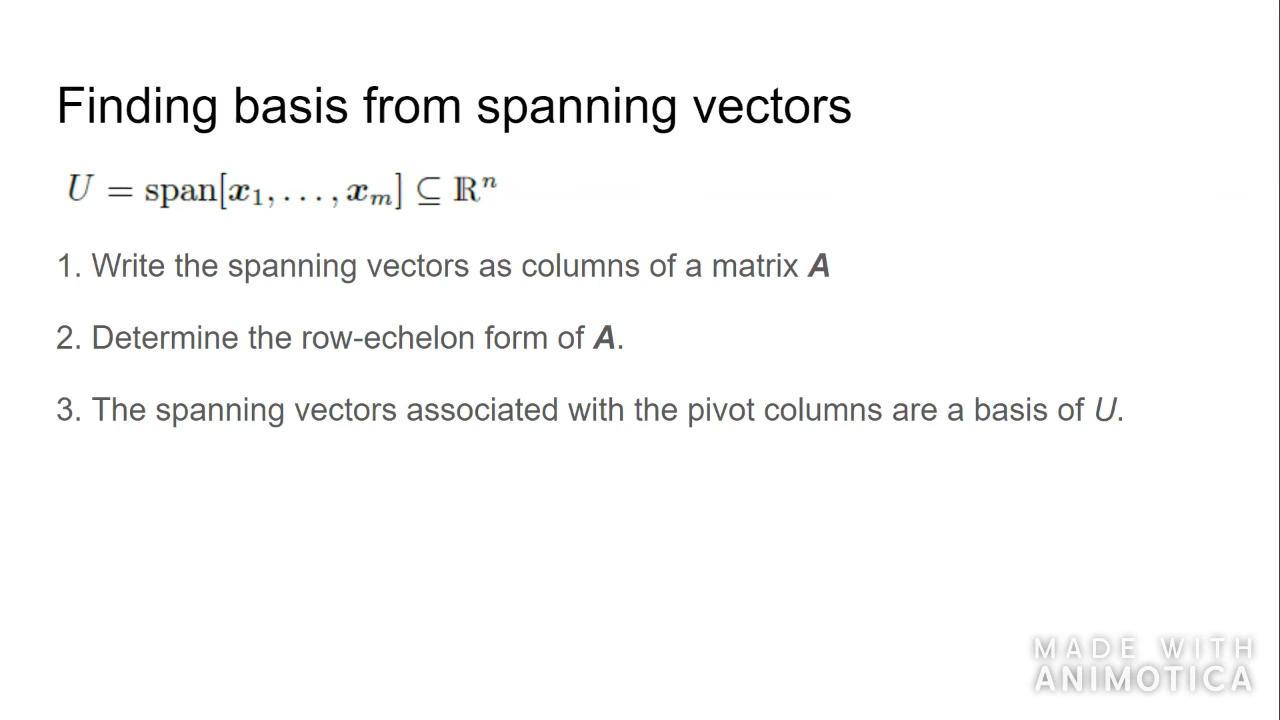 Finding basis from spanning vectors
U = span[x₁, . . . , xₘ] ⊆ ℝⁿ
1. Write the spanning vectors as columns of a matrix A
2. Determine the row-echelon form of A.
3. The spanning vectors associated with the pivot columns are a basis of U.
MADE WITH
ANIMOTICA